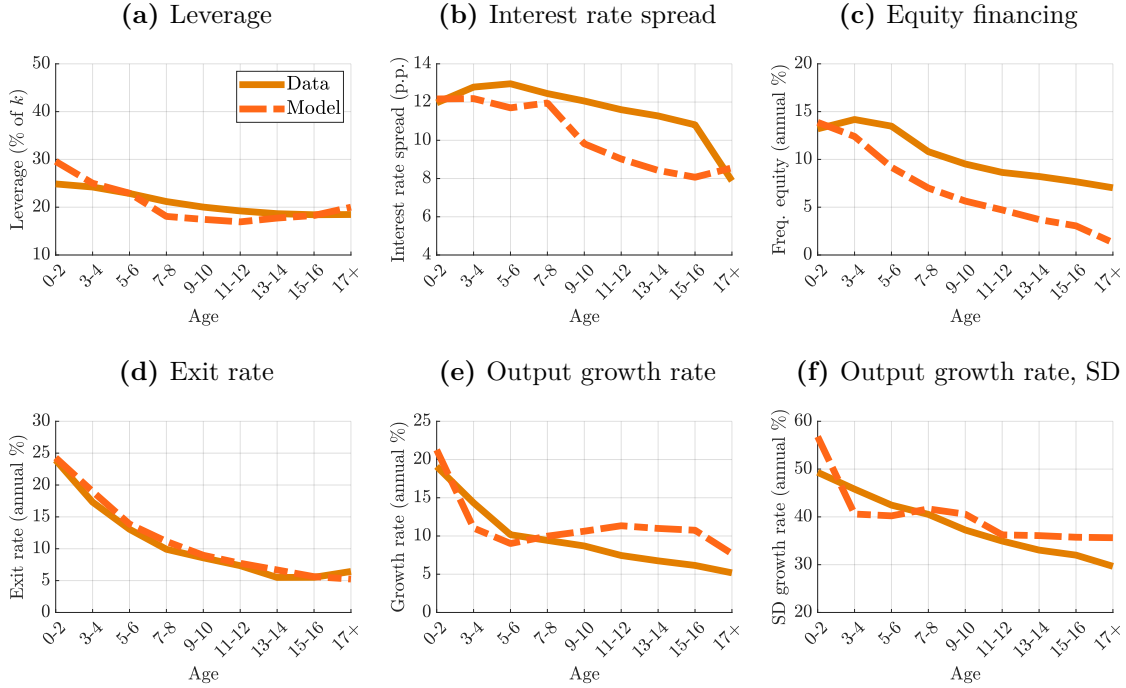 (a) Leverage
50
40
30
20
10
Leverage (% of k)
Data
Model
0-2 3-4 5-6 7-8 9-10 11-12 13-14 15-16 17+
Age
(b) Interest rate spread
14
12
10
8
6
4
Interest rate spread (p.p.)
0-2 3-4 5-6 7-8 9-10 11-12 13-14 15-16 17+
Age
(c) Equity financing
20
15
10
5
0
Freq. equity (annual %)
0-2 3-4 5-6 7-8 9-10 11-12 13-14 15-16 17+
Age
(d) Exit rate
30
25
20
15
10
5
0
Exit rate (annual %)
0-2 3-4 5-6 7-8 9-10 11-12 13-14 15-16 17+
Age
(e) Output growth rate
25
20
15
10
5
0
Growth rate (annual %)
0-2 3-4 5-6 7-8 9-10 11-12 13-14 15-16 17+
Age
(f) Output growth rate, SD
60
50
40
30
20
SD growth rate (annual %)
0-2 3-4 5-6 7-8 9-10 11-12 13-14 15-16 17+
Age